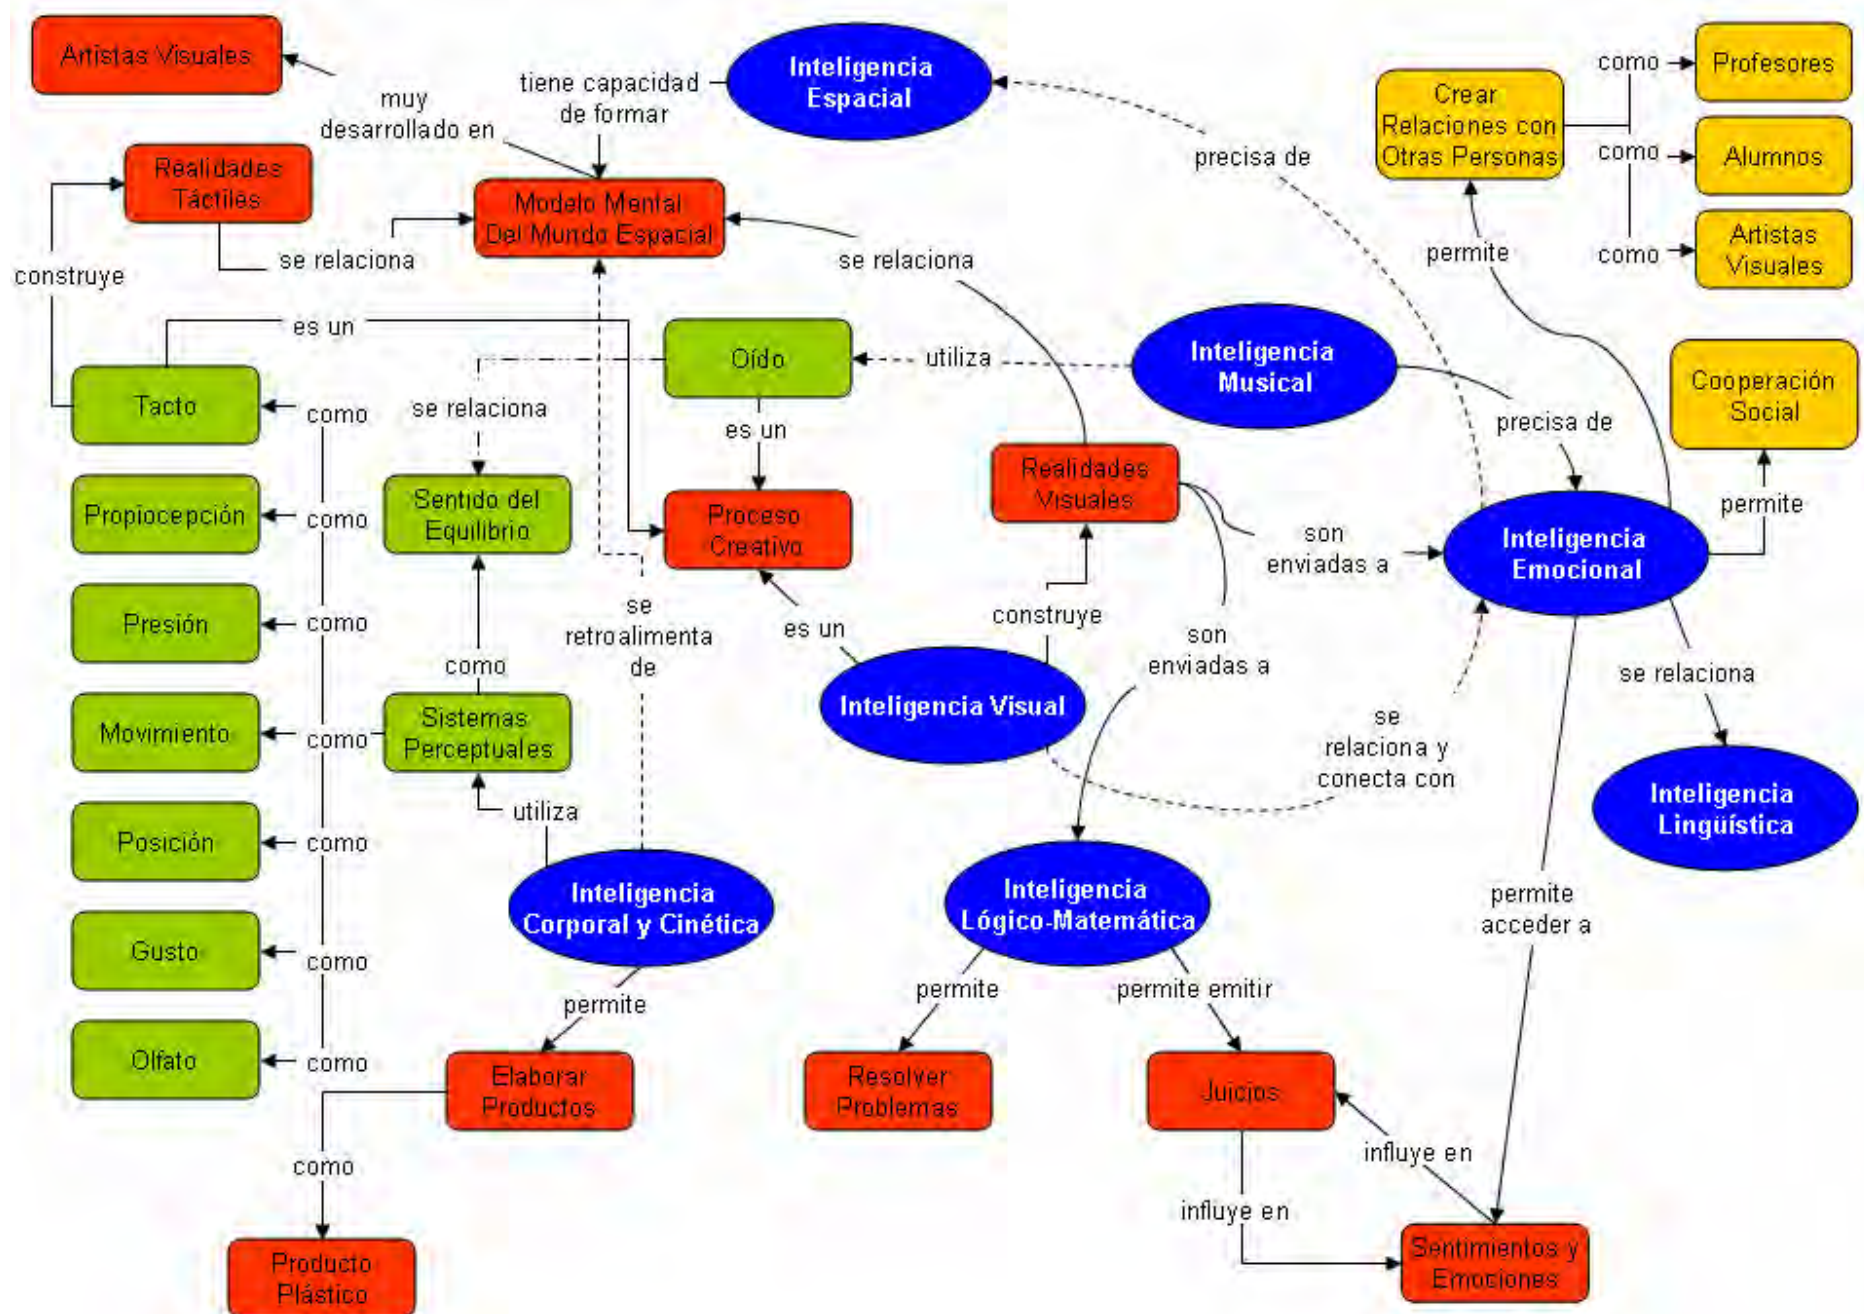 Artistas Visuales
muy
desarrollado en
tiene capacidad
de formar
Inteligencia
Espacial
precisa de
Crear
Relaciones con
Otras Personas
como
Profesores
como
Alumnos
como
Artistas
Visuales
permite
Realidades
Táctiles
se relaciona
construye
Modelo Mental
Del Mundo Espacial
se relaciona
es un
Oído
utiliza
Inteligencia
Musical
precisa de
Cooperación
Social
permite
Tacto
como
se relaciona
es un
Realidades
Visuales
Propiocepción
como
Sentido del
Equilibrio
Proceso
Creativo
son
enviadas a
Inteligencia
Emocional
Presión
como
como
se
retroalimenta
de
es un
construye
son
enviadas a
se relaciona
Movimiento
como
Sistemas
Perceptuales
Inteligencia Visual
se
relaciona y
conecta con
Inteligencia
Lingüística
Posición
como
utiliza
Inteligencia
Corporal y Cinética
Inteligencia
Lógico-Matemática
permite
acceder a
Gusto
como
permite
permite
permite emitir
Olfato
como
Elaborar
Productos
Resolver
Problemas
Juicios
como
influye en
influye en
Producto
Plástico
Sentimientos y
Emociones